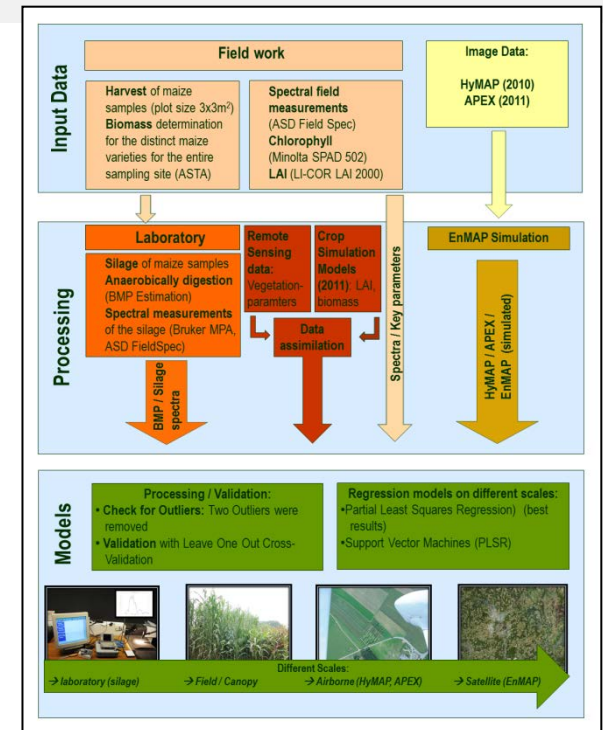 Input Data
Field work
Harvest of maize
samples (plot size 3x3m²)
Biomass determination
for the distinct maize
varieties for the entire
sampling site (ASTA)
Spectral field
measurements
(ASD Field Spec)
Chlorophyll
(Minolta SPAD 502)
LAI (LI-COR LAI 2000)
Image Data:
HyMAP (2010)
APEX (2011)
Processing
Laboratory
Silage of maize samples
Anaerobically digestion
(BMP Estimation)
Spectral measurements
of the silage (Bruker MPA,
ASD FieldSpec)
BMP / Silage
spectra
Remote
Sensing
data:
Vegetation-
paramters
Crop
Simulation
Models
(2011): LAI,
biomass
Data
assimilation
Spectra / Key parameters
EnMAP Simulation
HyMAP / APEX /
EnMAP (simulated)
Models
Processing / Validation:
• Check for Outliers: Two Outliers were
removed
• Validation with Leave One Out Cross-
Validation
Regression models on different scales:
•Partial Least Squares Regression) (best
results)
•Support Vector Machines (PLSR)
Different Scales:
→ laboratory (silage) → Field / Canopy → Airborne (HyMAP, APEX) → Satellite (EnMAP)